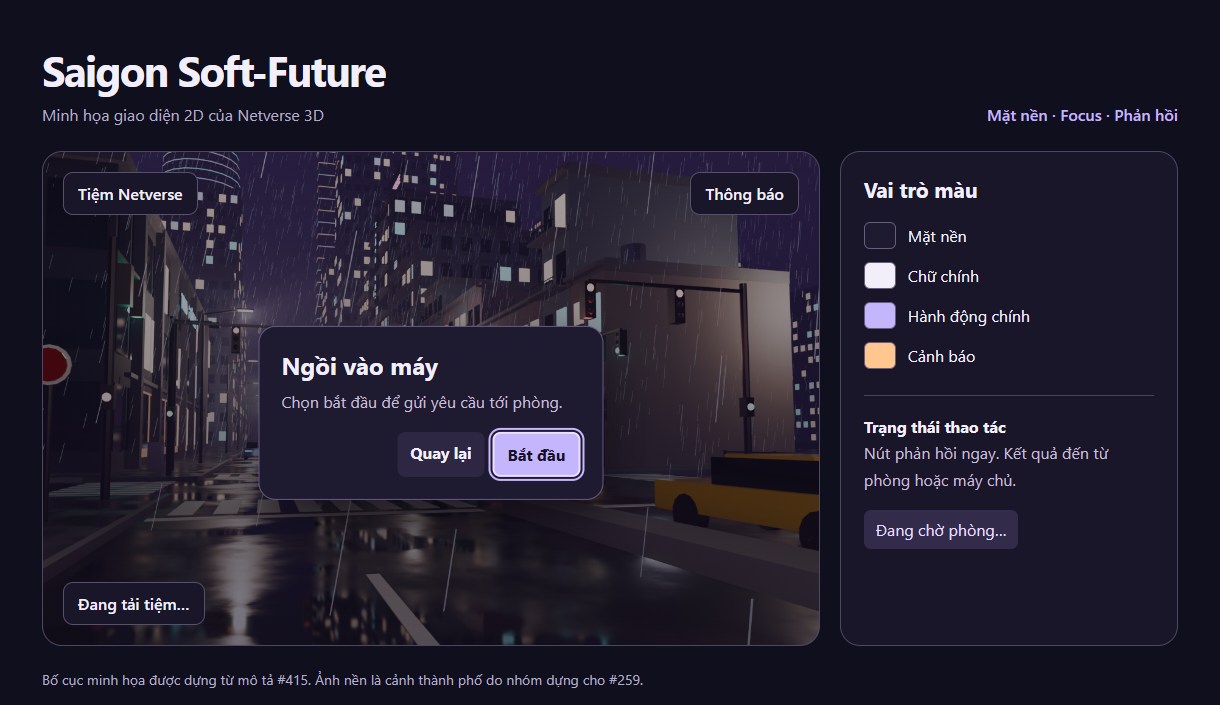 Saigon Soft-Future
Minh họa giao diện 2D của Netverse 3D
Mặt nền · Focus · Phản hồi
Tiệm Netverse
Thông báo
Ngồi vào máy
Chọn bắt đầu để gửi yêu cầu tới phòng.
Quay lại
Bắt đầu
Đang tải tiệm...
Vai trò màu
Mặt nền
Chữ chính
Hành động chính
Cảnh báo
Trạng thái thao tác
Nút phản hồi ngay. Kết quả đến từ
phòng hoặc máy chủ.
Đang chờ phòng...
Bố cục minh họa được dựng từ mô tả #415. Ảnh nền là cảnh thành phố do nhóm dựng cho #259.